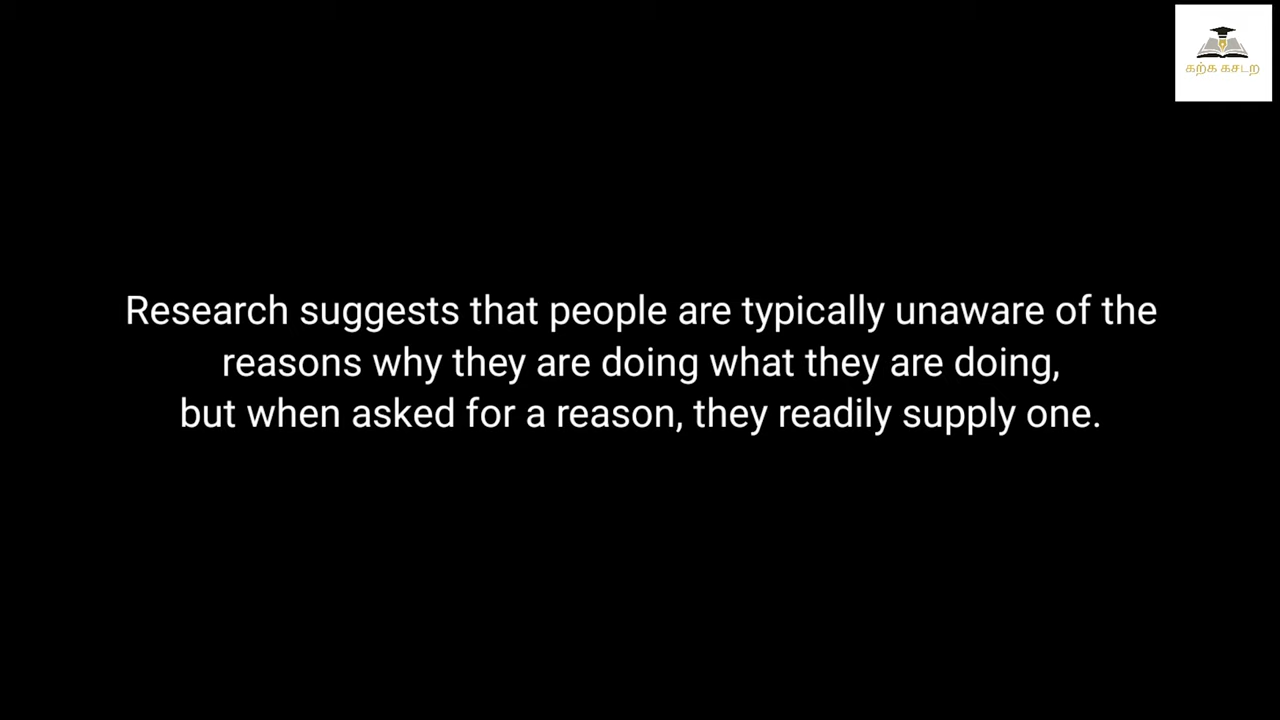 கற்க கசடற
Research suggests that people are typically unaware of the
reasons why they are doing what they are doing,
but when asked for a reason, they readily supply one.